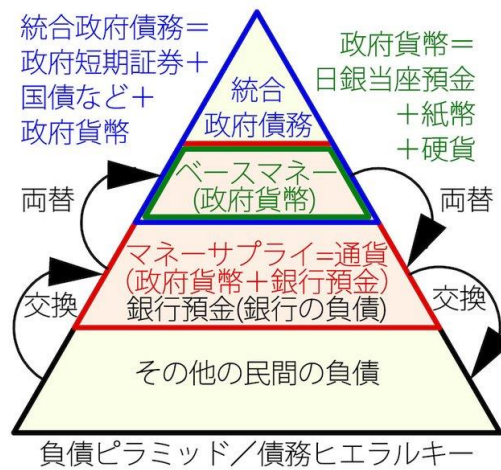 統合政府債務＝
政府短期証券＋
国債など＋
政府貨幣
政府貨幣＝
日銀当座預金
＋紙幣
＋硬貨
統合
政府債務
ベースマネー
(政府貨幣)
両替
両替
マネーサプライ=通貨
(政府貨幣＋銀行預金)
銀行預金(銀行の負債)
交換
交換
その他の民間の負債
負債ピラミッド／債務ヒエラルキー